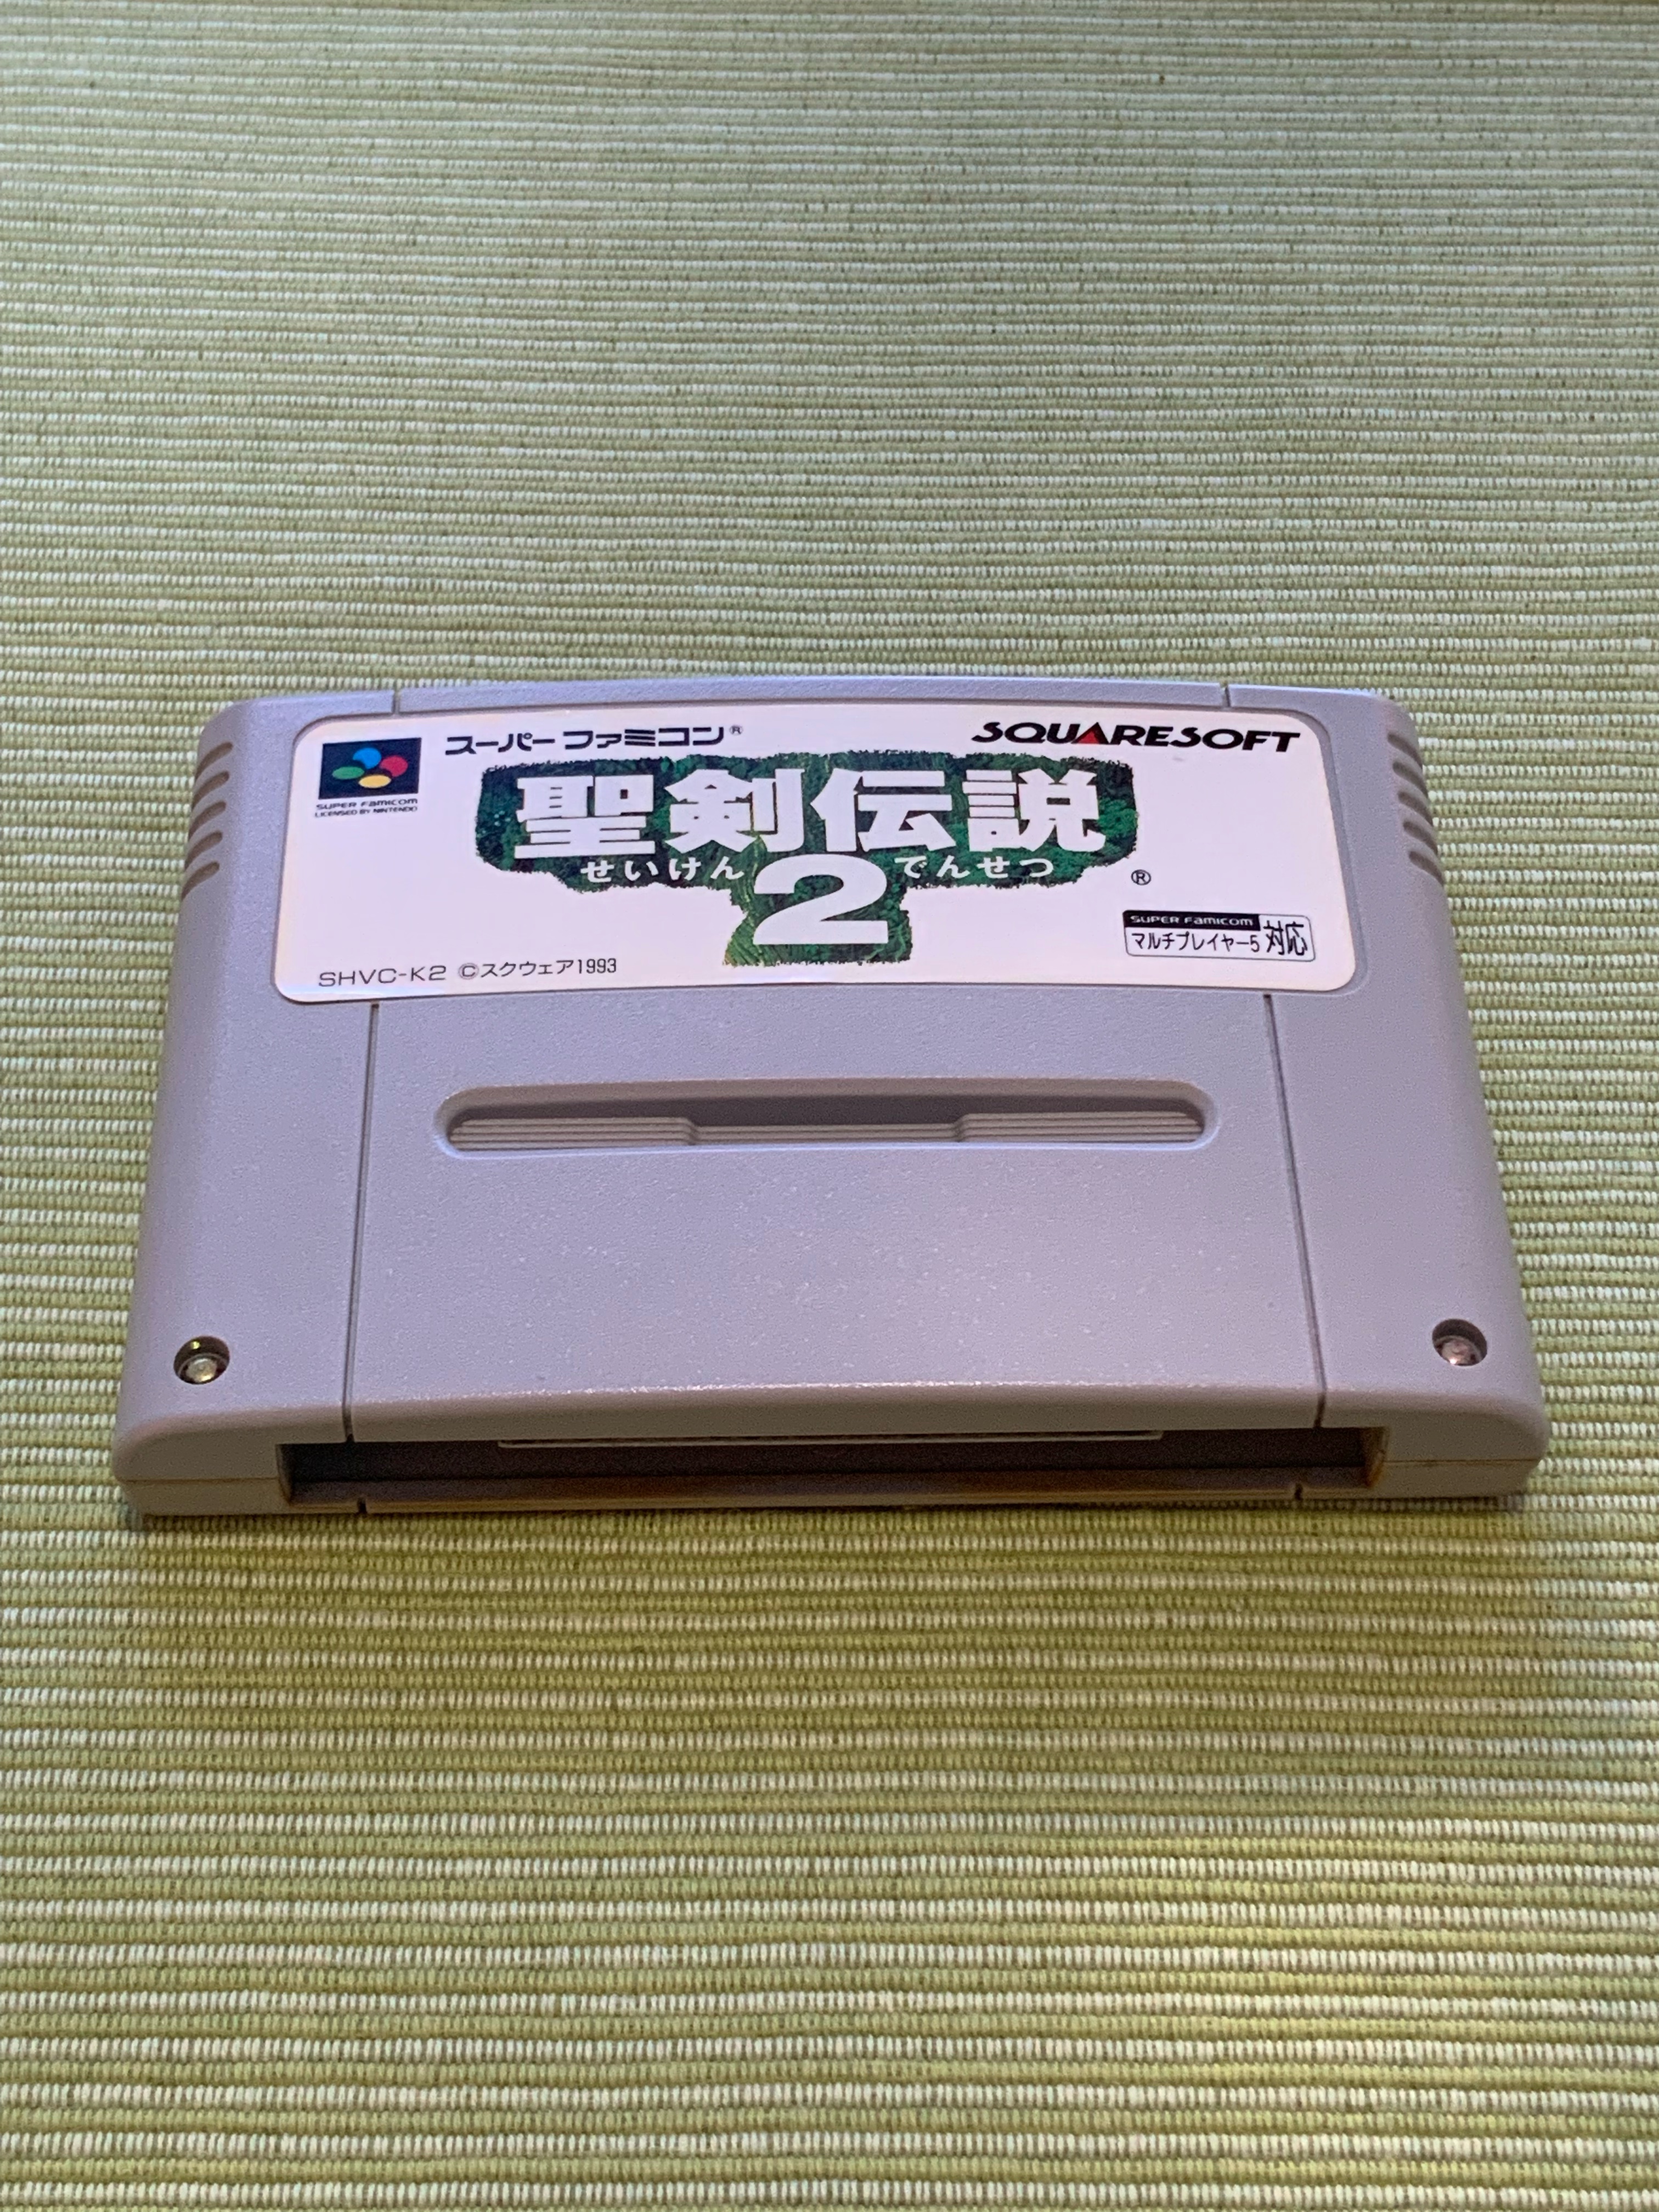 スーパーファミコン®
SQUARESOFT
SUPER FAMICOM
LICENSED BY NINTENDO
聖剣伝説
せいけん でんせつ
2
®
SUPER FAMICOM
マルチプレイヤー5 対応
SHVC-K2 ©スクウェア1993